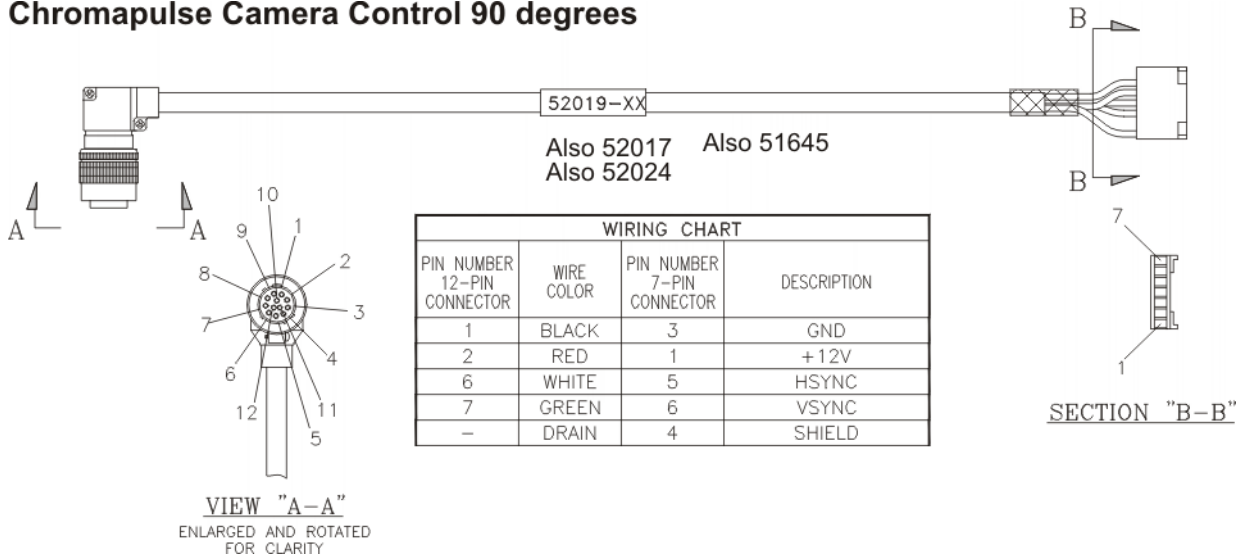 Chromapulse Camera Control 90 degrees
B
52019-XX
Also 52017 Also 51645
Also 52024
B
A A
10
9 1
8 2
7 3
6 4
12 11
5
VIEW "A-A"
ENLARGED AND ROTATED
FOR CLARITY
WIRING CHART
PIN NUMBER 12-PIN CONNECTOR WIRE COLOR PIN NUMBER 7-PIN CONNECTOR DESCRIPTION
1 BLACK 3 GND
2 RED 1 +12V
6 WHITE 5 HSYNC
7 GREEN 6 VSYNC
– DRAIN 4 SHIELD
7
1
SECTION "B-B"